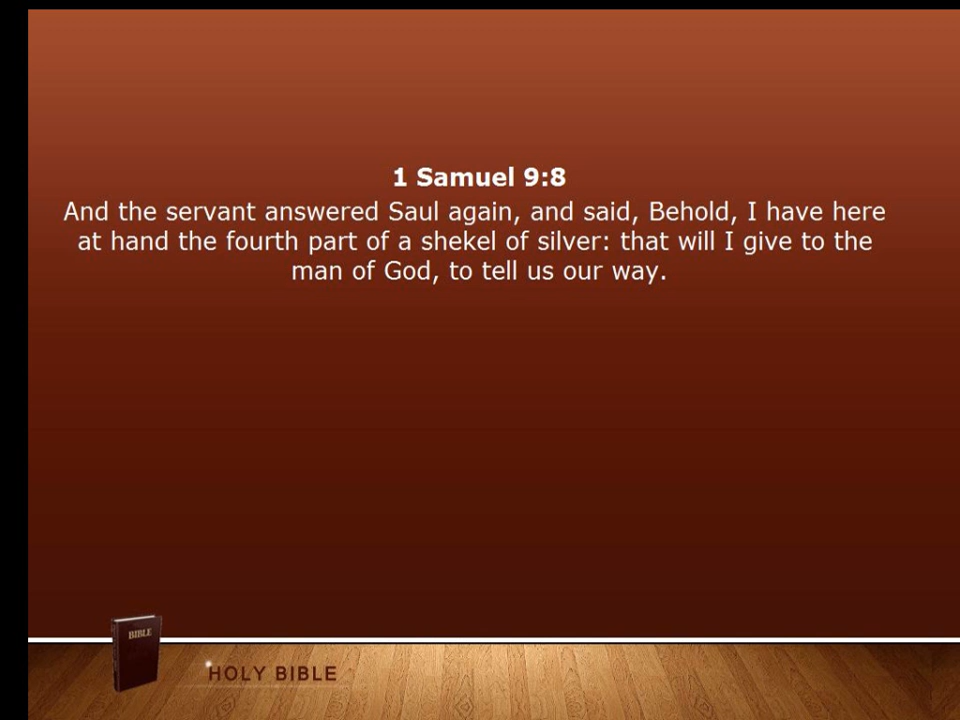 1 Samuel 9:8
And the servant answered Saul again, and said, Behold, I have here
at hand the fourth part of a shekel of silver: that will I give to the
man of God, to tell us our way.
BIBLE
HOLY BIBLE